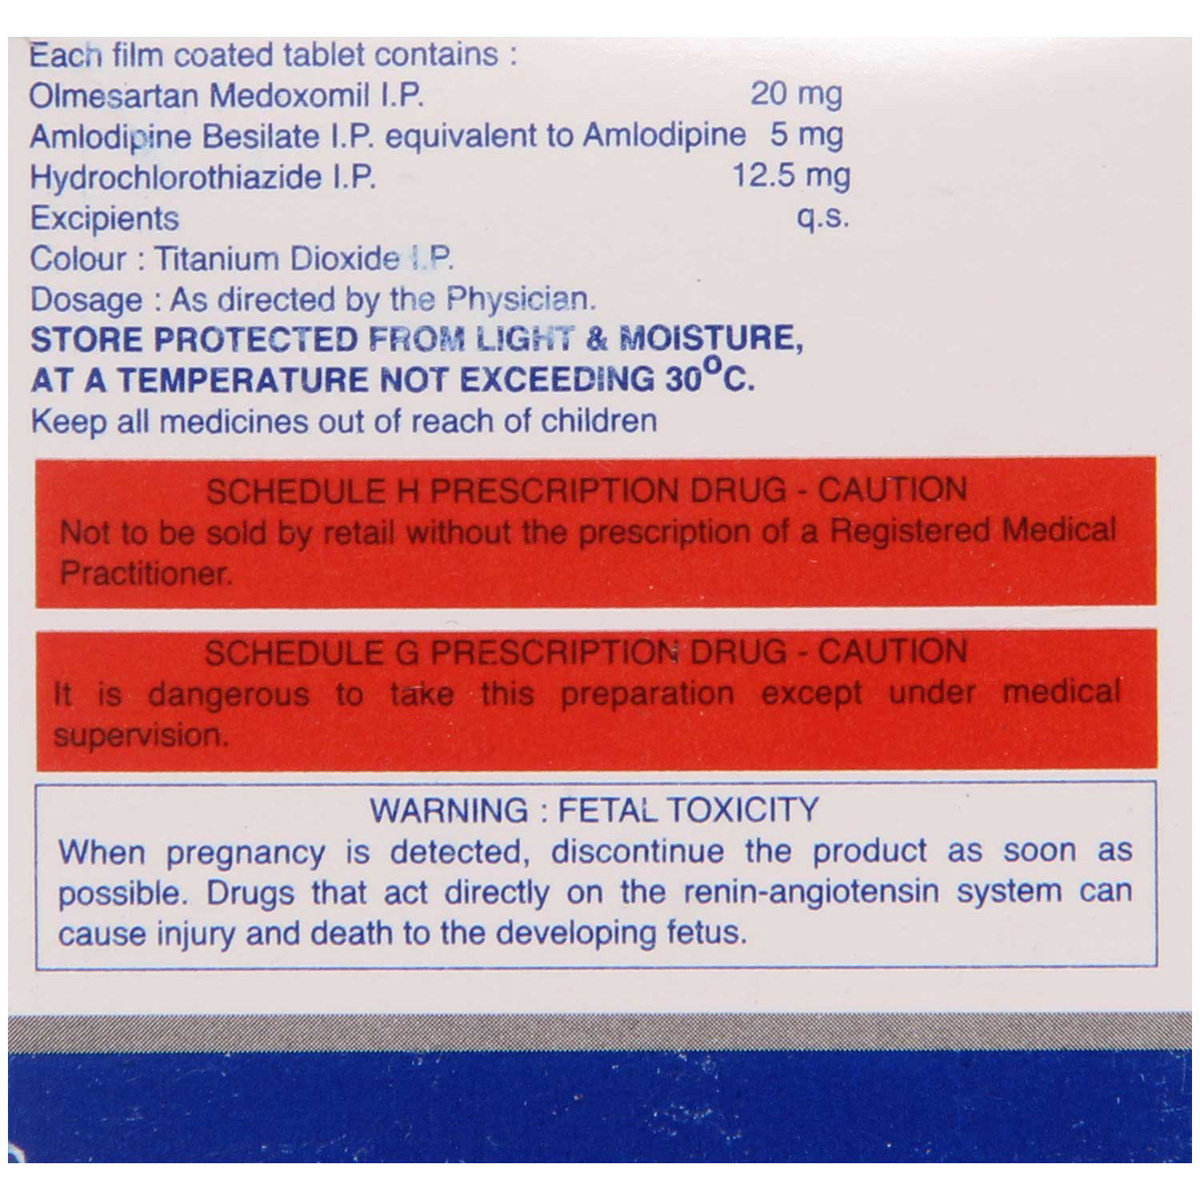 Each film coated tablet contains :
Olmesartan Medoxomil I.P. 20 mg
Amlodipine Besilate I.P. equivalent to Amlodipine 5 mg
Hydrochlorothiazide I.P. 12.5 mg
Excipients q.s.
Colour : Titanium Dioxide I.P.
Dosage : As directed by the Physician.
STORE PROTECTED FROM LIGHT & MOISTURE,
AT A TEMPERATURE NOT EXCEEDING 30°C.
Keep all medicines out of reach of children
SCHEDULE H PRESCRIPTION DRUG - CAUTION
Not to be sold by retail without the prescription of a Registered Medical
Practitioner.
SCHEDULE G PRESCRIPTION DRUG - CAUTION
It is dangerous to take this preparation except under medical
supervision.
WARNING : FETAL TOXICITY
When pregnancy is detected, discontinue the product as soon as
possible. Drugs that act directly on the renin-angiotensin system can
cause injury and death to the developing fetus.